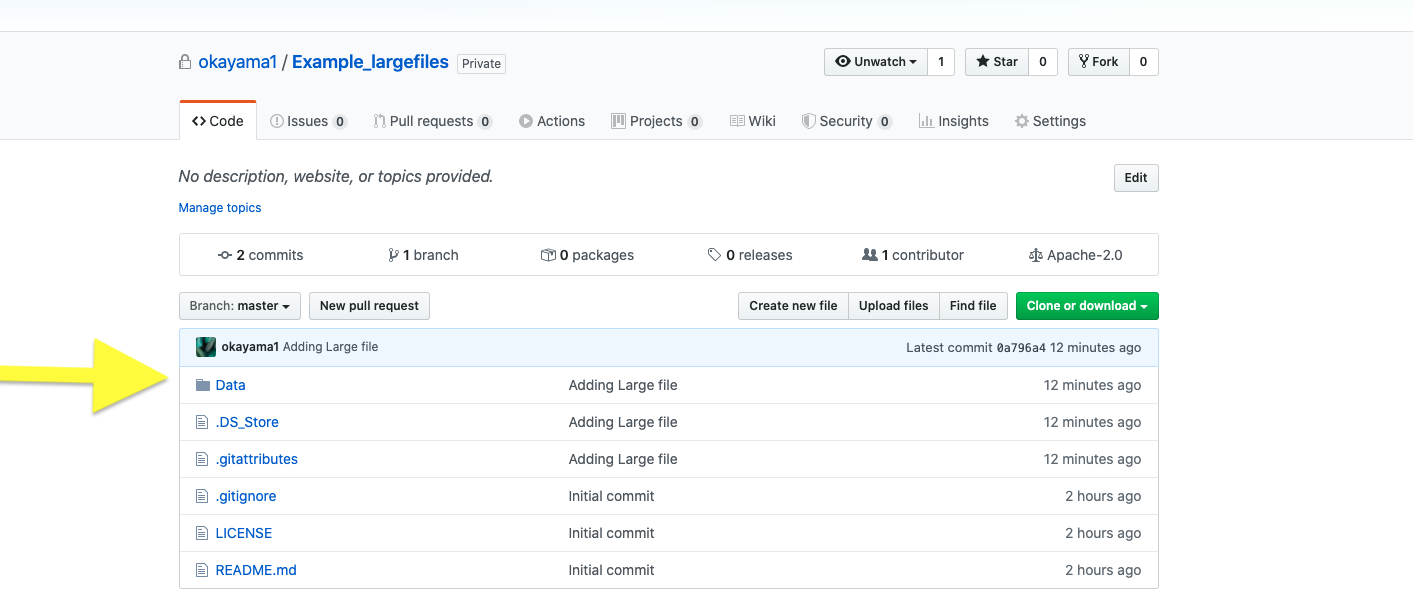 okayama1 / Example_largefiles Private Unwatch 1 Star 0 Fork 0
Code Issues 0 Pull requests 0 Actions Projects 0 Wiki Security 0 Insights Settings
No description, website, or topics provided. Edit
Manage topics
2 commits 1 branch 0 packages 0 releases 1 contributor Apache-2.0
Branch: master New pull request Create new file Upload files Find file Clone or download
okayama1 Adding Large file Latest commit 0a796a4 12 minutes ago
Data Adding Large file 12 minutes ago
.DS_Store Adding Large file 12 minutes ago
.gitattributes Adding Large file 12 minutes ago
.gitignore Initial commit 2 hours ago
LICENSE Initial commit 2 hours ago
README.md Initial commit 2 hours ago